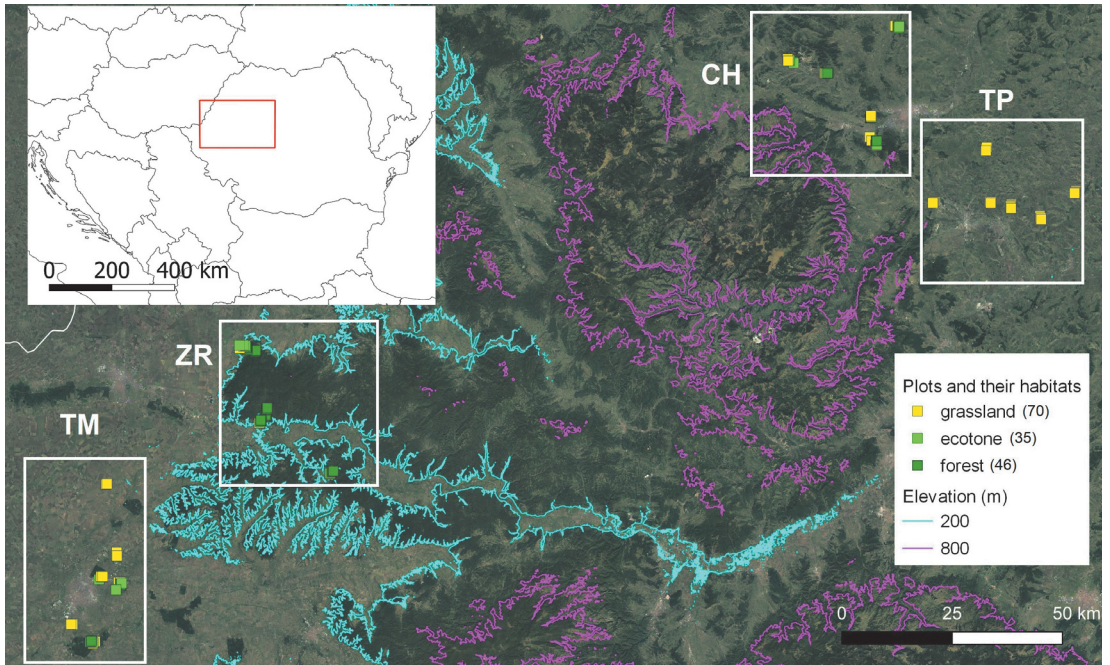 CH
TP
0 200 400 km
ZR
TM
Plots and their habitats
grassland (70)
ecotone (35)
forest (46)
Elevation (m)
200
800
0 25 50 km